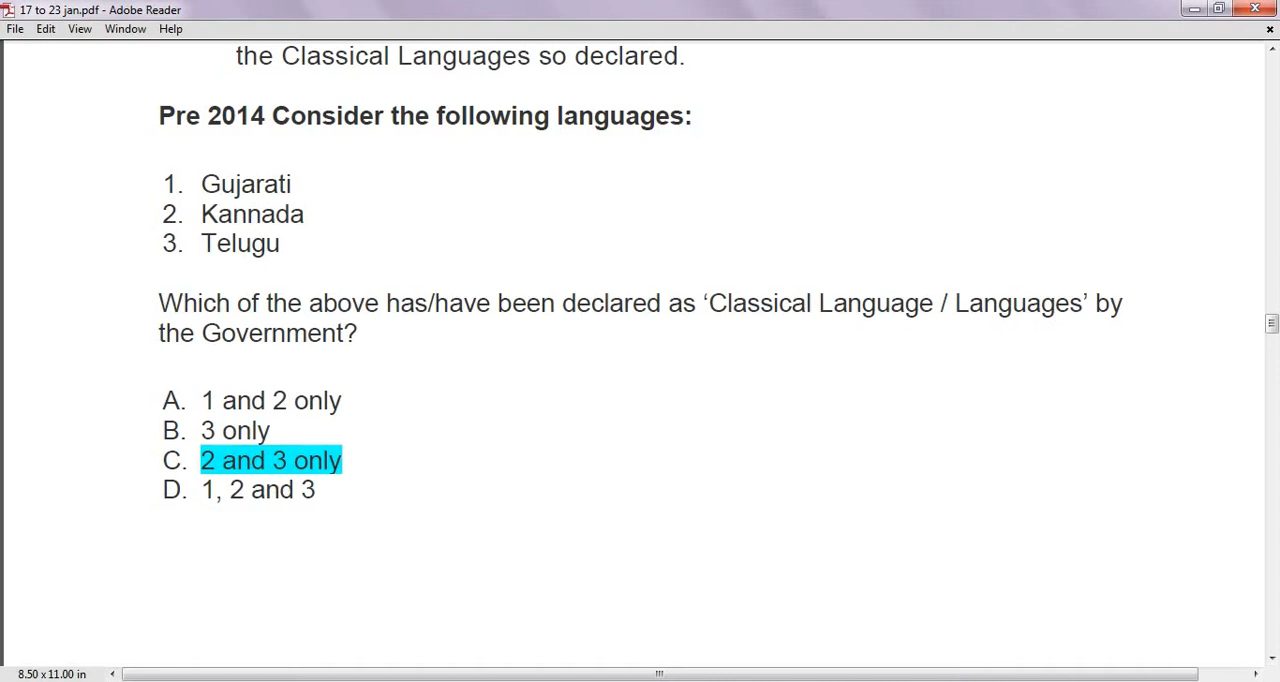 17 to 23 jan.pdf - Adobe Reader
File Edit View Window Help
the Classical Languages so declared.
Pre 2014 Consider the following languages:
1. Gujarati
2. Kannada
3. Telugu
Which of the above has/have been declared as ‘Classical Language / Languages’ by
the Government?
A. 1 and 2 only
B. 3 only
C. 2 and 3 only
D. 1, 2 and 3
8.50 x 11.00 in